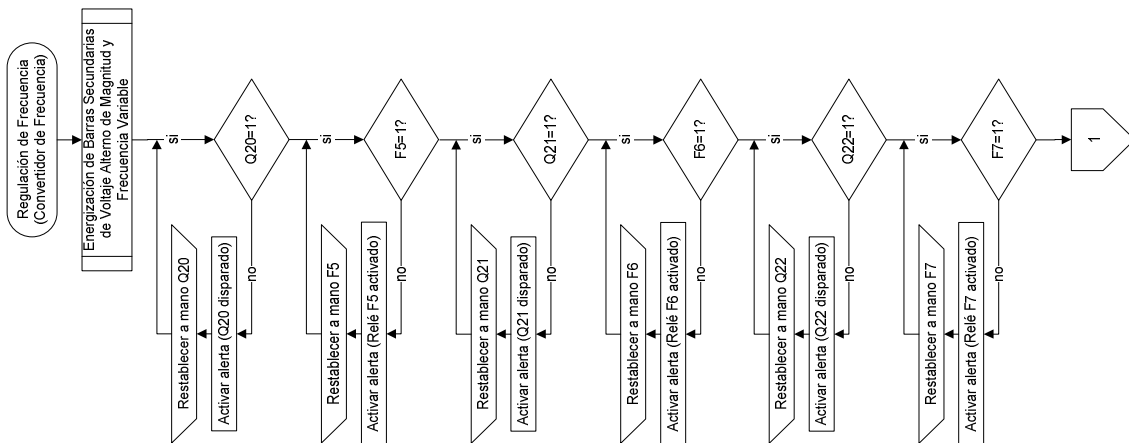 Regulación de Frecuencia
(Convertidor de Frecuencia)
Energización de Barras Secundarias
de Voltaje Alterno de Magnitud y
Frecuencia Variable
si
Q20=1?
no
Activar alerta (Q20 disparado)
Restablecer a mano Q20
si
F5=1?
no
Activar alerta (Relé F5 activado)
Restablecer a mano F5
si
Q21=1?
no
Activar alerta (Q21 disparado)
Restablecer a mano Q21
si
F6=1?
no
Activar alerta (Relé F6 activado)
Restablecer a mano F6
si
Q22=1?
no
Activar alerta (Q22 disparado)
Restablecer a mano Q22
si
F7=1?
no
Activar alerta (Relé F7 activado)
Restablecer a mano F7
1